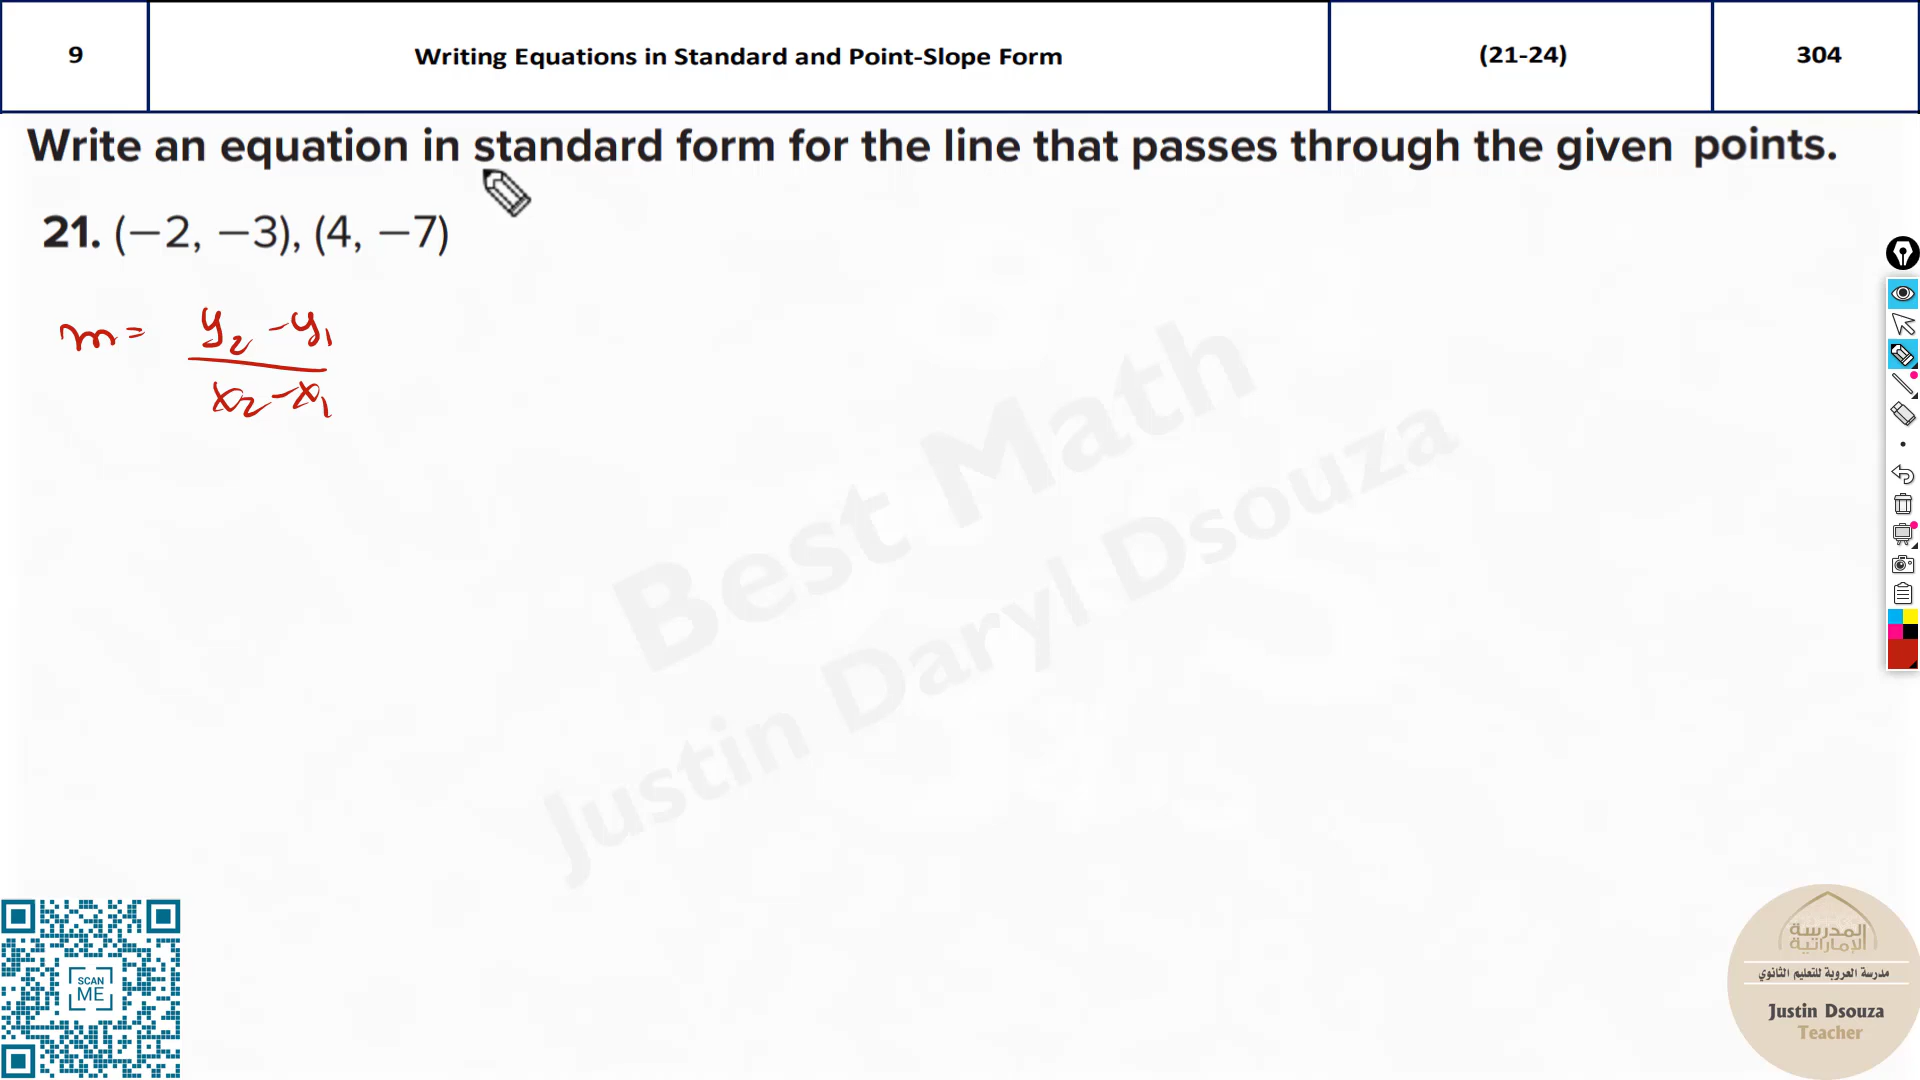 9 Writing Equations in Standard and Point-Slope Form (21-24) 304
Write an equation in standard form for the line that passes through the given points.
21. (−2, −3), (4, −7)
m = y₂ - y₁
x₂ - x₁
Best Math
Justin Daryl Dsouza
SCAN
ME
المدرسة
الإماراتية
مدرسة العروبة للتعليم الثانوي
Justin Dsouza
Teacher